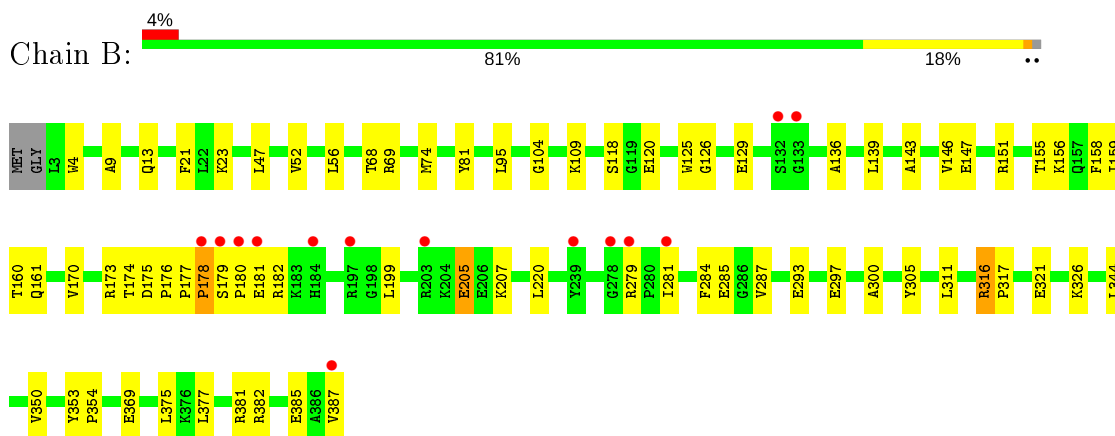 4%
Chain B:
81%
18%
••
MET GLY L3 W4 A9 Q13 F21 L22 K23 L47 V52 L56 T68 R69 M74 Y81 L95 G104 K109 S118 G119 E120 W125 G126 E129 S132 G133 A136 L139 A143 V146 E147 R151 T155 K156 Q157 F158
T160 Q161 V170 R173 T174 D175 P176 P177 P178 S179 P180 E181 R182 K183 H184 R197 G198 L199 R203 K204 E205 E206 K207 L220 Y239 G278 R279 P280 I281 F284 E285 G286 V287 E293 E297 A300 Y305 L311 R316 P317 E321 K326 L344
V350 Y353 P354 E369 L375 K376 L377 R381 R382 E385 A386 V387